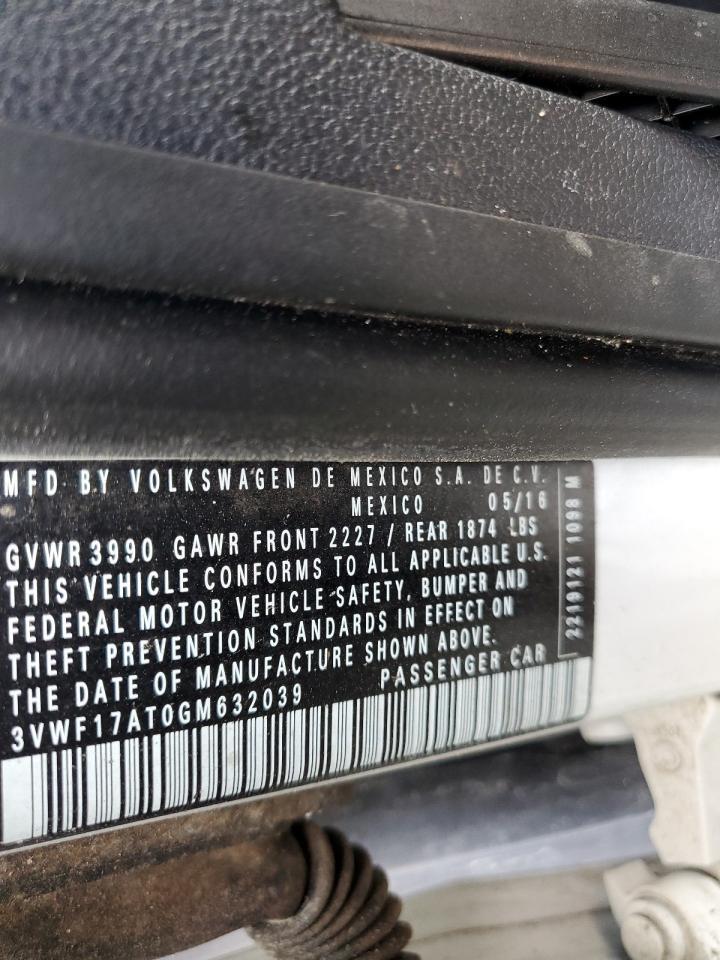 MFD BY VOLKSWAGEN DE MEXICO S.A. DE C.V.
MEXICO 05/16
GVWR 3990 GAWR FRONT 2227 / REAR 1874 LBS
THIS VEHICLE CONFORMS TO ALL APPLICABLE U.S.
FEDERAL MOTOR VEHICLE SAFETY, BUMPER AND
THEFT PREVENTION STANDARDS IN EFFECT ON
THE DATE OF MANUFACTURE SHOWN ABOVE.
3VWF17AT0GM632039 PASSENGER CAR
2219121 1098 M